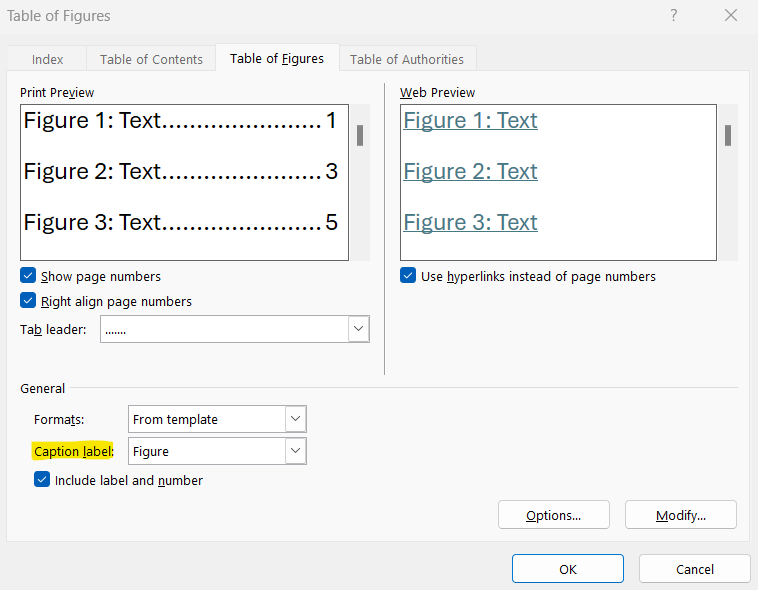 Table of Figures ?
Index Table of Contents Table of Figures Table of Authorities
Print Preview
Figure 1: Text........................ 1
Figure 2: Text........................ 3
Figure 3: Text........................ 5
Show page numbers
Right align page numbers
Tab leader: .......
Web Preview
Figure 1: Text
Figure 2: Text
Figure 3: Text
Use hyperlinks instead of page numbers
General
Formats: From template
Caption label: Figure
Include label and number
Options... Modify...
OK Cancel